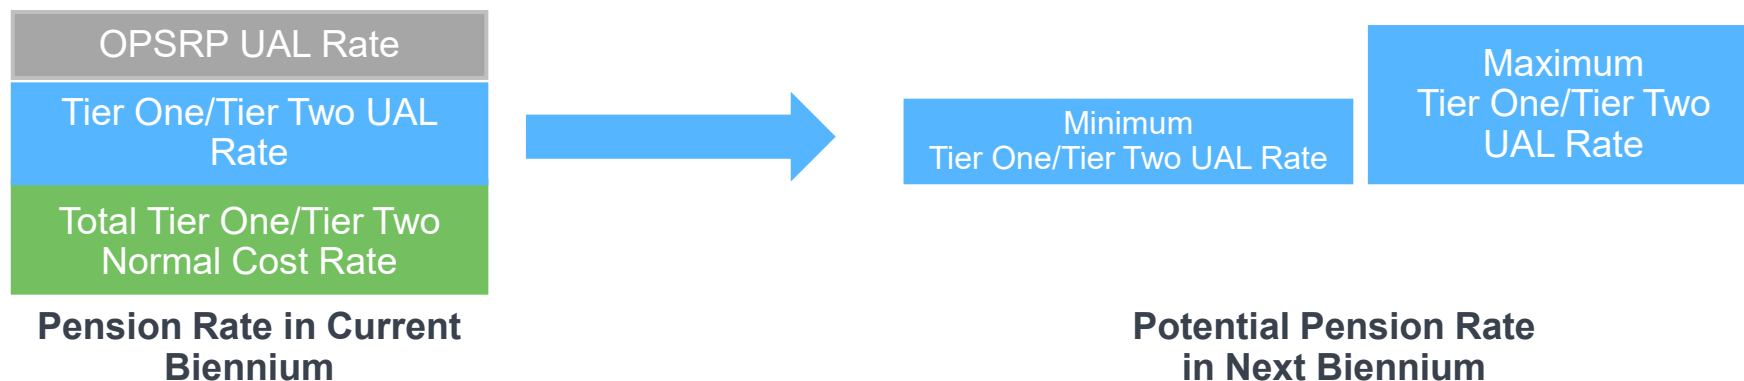 OPSRP UAL Rate
Tier One/Tier Two UAL
Rate
Total Tier One/Tier Two
Normal Cost Rate
Pension Rate in Current
Biennium
Minimum
Tier One/Tier Two UAL Rate
Maximum
Tier One/Tier Two
UAL Rate
Potential Pension Rate
in Next Biennium